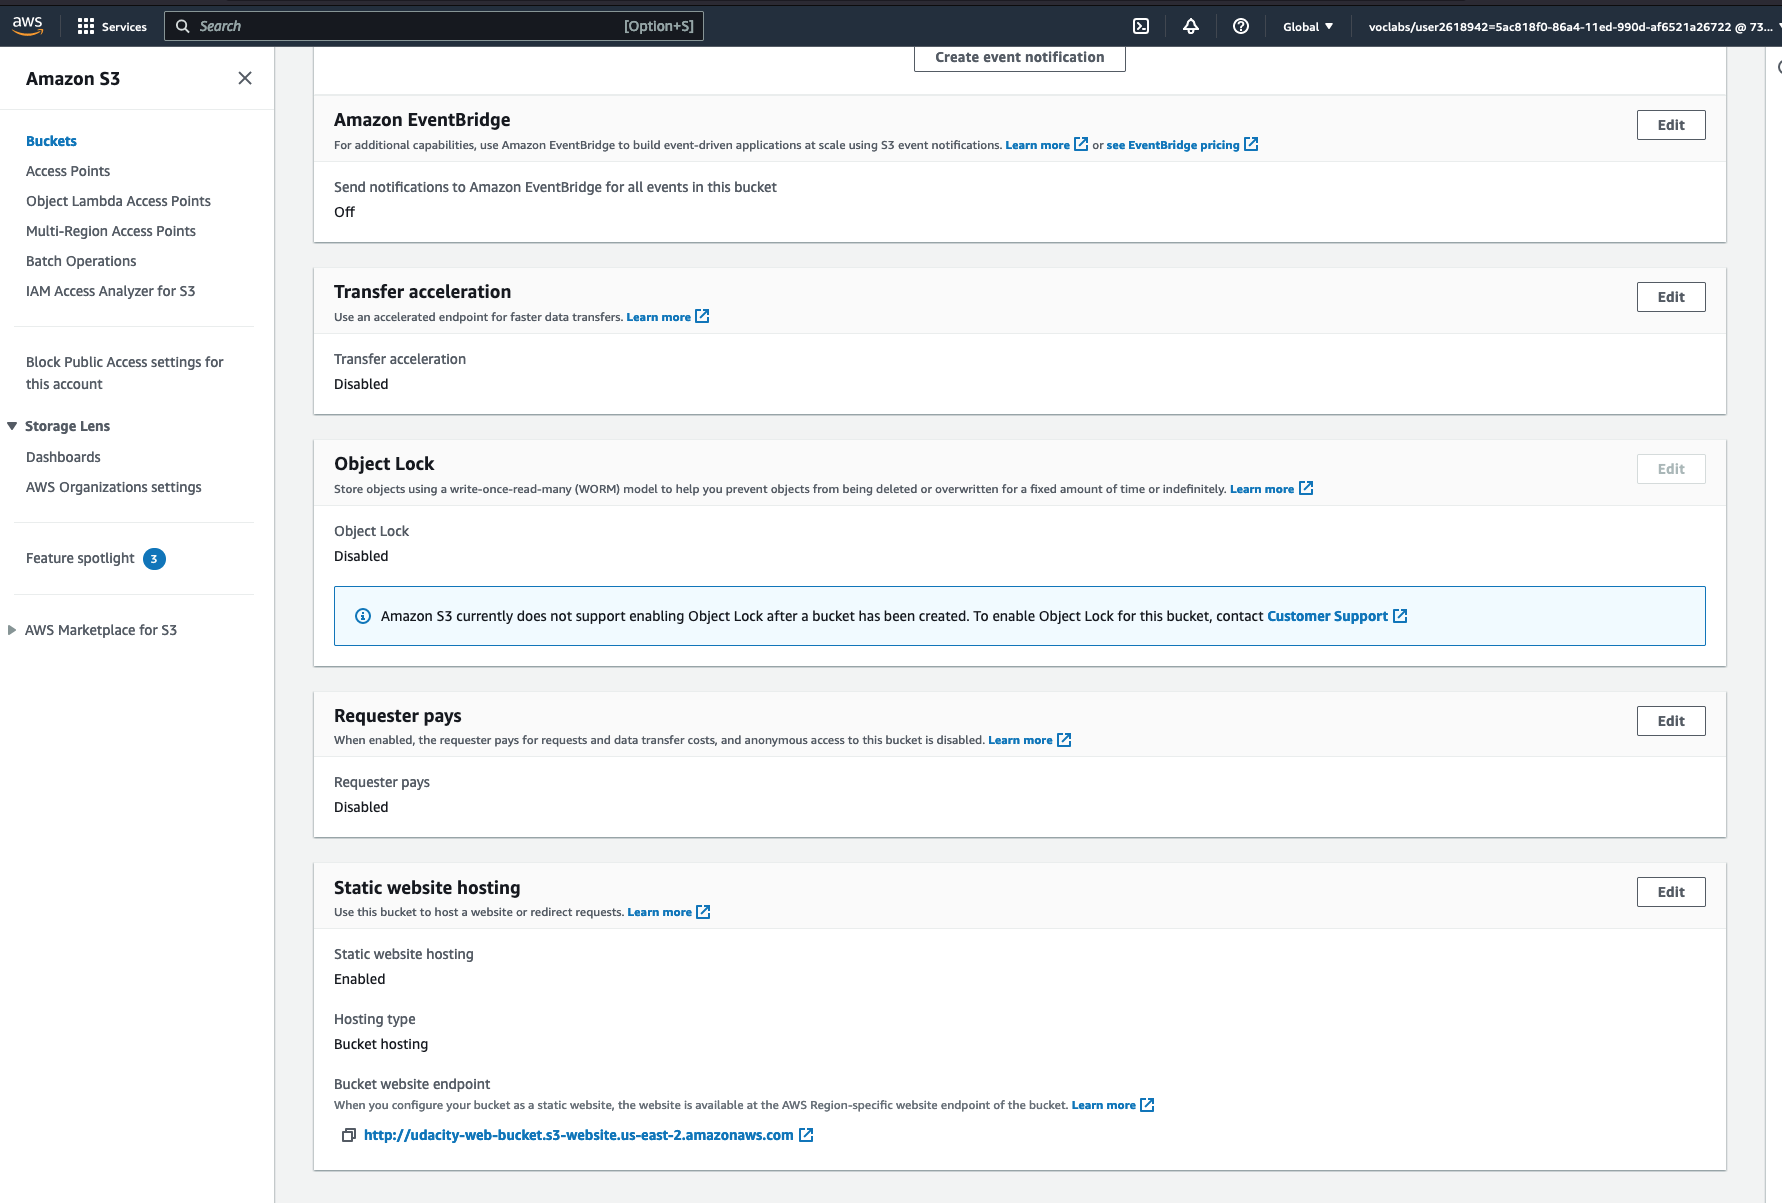 aws
Services
Search
[Option+S]
Global
voclabs/user2618942=5ac818f0-86a4-11ed-990d-af6521a26722 @ 73...
Amazon S3
Buckets
Access Points
Object Lambda Access Points
Multi-Region Access Points
Batch Operations
IAM Access Analyzer for S3
Block Public Access settings for
this account
Storage Lens
Dashboards
AWS Organizations settings
Feature spotlight 3
AWS Marketplace for S3
Create event notification
Amazon EventBridge
Edit
For additional capabilities, use Amazon EventBridge to build event-driven applications at scale using S3 event notifications. Learn more or see EventBridge pricing
Send notifications to Amazon EventBridge for all events in this bucket
Off
Transfer acceleration
Edit
Use an accelerated endpoint for faster data transfers. Learn more
Transfer acceleration
Disabled
Object Lock
Edit
Store objects using a write-once-read-many (WORM) model to help you prevent objects from being deleted or overwritten for a fixed amount of time or indefinitely. Learn more
Object Lock
Disabled
Amazon S3 currently does not support enabling Object Lock after a bucket has been created. To enable Object Lock for this bucket, contact Customer Support
Requester pays
Edit
When enabled, the requester pays for requests and data transfer costs, and anonymous access to this bucket is disabled. Learn more
Requester pays
Disabled
Static website hosting
Edit
Use this bucket to host a website or redirect requests. Learn more
Static website hosting
Enabled
Hosting type
Bucket hosting
Bucket website endpoint
When you configure your bucket as a static website, the website is available at the AWS Region-specific website endpoint of the bucket. Learn more
http://udacity-web-bucket.s3-website.us-east-2.amazonaws.com